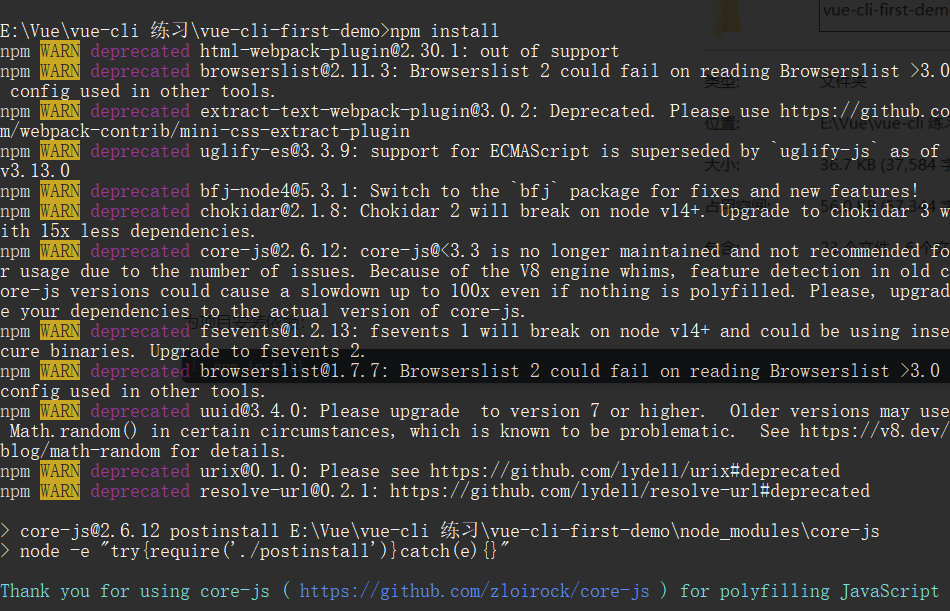 vue-cli-first-dem
E:\Vue\vue-cli 练习\vue-cli-first-demo>npm install
npm WARN deprecated html-webpack-plugin@2.30.1: out of support
npm WARN deprecated browserslist@2.11.3: Browserslist 2 could fail on reading Browserslist >3.0
 config used in other tools.
npm WARN deprecated extract-text-webpack-plugin@3.0.2: Deprecated. Please use https://github.co
m/webpack-contrib/mini-css-extract-plugin
npm WARN deprecated uglify-es@3.3.9: support for ECMAScript is superseded by `uglify-js` as of
v3.13.0
npm WARN deprecated bfj-node4@5.3.1: Switch to the `bfj` package for fixes and new features!
npm WARN deprecated chokidar@2.1.8: Chokidar 2 will break on node v14+. Upgrade to chokidar 3 w
ith 15x less dependencies.
npm WARN deprecated core-js@2.6.12: core-js@<3.3 is no longer maintained and not recommended fo
r usage due to the number of issues. Because of the V8 engine whims, feature detection in old c
ore-js versions could cause a slowdown up to 100x even if nothing is polyfilled. Please, upgrad
e your dependencies to the actual version of core-js.
npm WARN deprecated fsevents@1.2.13: fsevents 1 will break on node v14+ and could be using inse
cure binaries. Upgrade to fsevents 2.
npm WARN deprecated browserslist@1.7.7: Browserslist 2 could fail on reading Browserslist >3.0
config used in other tools.
npm WARN deprecated uuid@3.4.0: Please upgrade  to version 7 or higher.  Older versions may use
 Math.random() in certain circumstances, which is known to be problematic.  See https://v8.dev/
blog/math-random for details.
npm WARN deprecated urix@0.1.0: Please see https://github.com/lydell/urix#deprecated
npm WARN deprecated resolve-url@0.2.1: https://github.com/lydell/resolve-url#deprecated
> core-js@2.6.12 postinstall E:\Vue\vue-cli 练习\vue-cli-first-demo\node_modules\core-js
> node -e "try{require('./postinstall')}catch(e){}"
Thank you for using core-js ( https://github.com/zloirock/core-js ) for polyfilling JavaScript